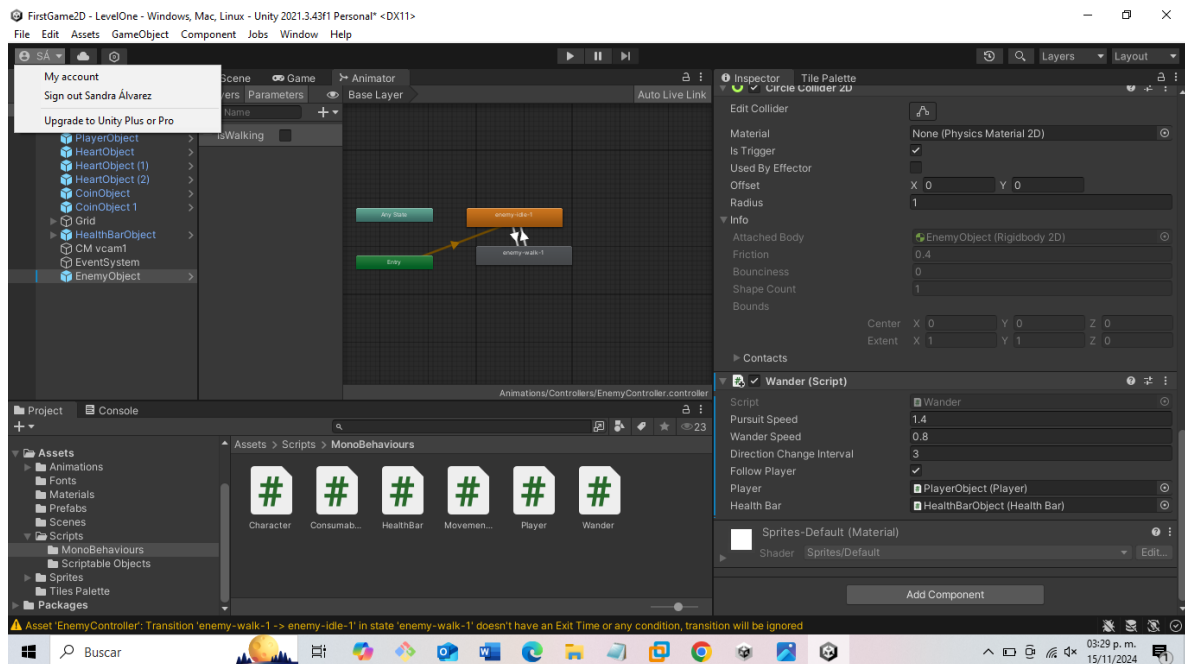 FirstGame2D - LevelOne - Windows, Mac, Linux - Unity 2021.3.43f1 Personal* <DX11>
File Edit Assets GameObject Component Jobs Window Help
SÁ
Layers
Layout
My account
Sign out Sandra Álvarez
Upgrade to Unity Plus or Pro
Scene
Game
Animator
Parameters
Base Layer
Auto Live Link
Name
isWalking
PlayerObject
HeartObject
HeartObject (1)
HeartObject (2)
CoinObject
CoinObject 1
Grid
HealthBarObject
CM vcam1
EventSystem
EnemyObject
Any State
enemy-idle-1
enemy-walk-1
Entry
Animations/Controllers/EnemyController.controller
Inspector
Tile Palette
Circle Collider 2D
Edit Collider
Material None (Physics Material 2D)
Is Trigger
Used By Effector
Offset X 0 Y 0
Radius 1
Info
Attached Body EnemyObject (Rigidbody 2D)
Friction 0.4
Bounciness 0
Shape Count 1
Bounds
Center X 0 Y 0 Z 0
Extent X 1 Y 1 Z 0
Contacts
Wander (Script)
Script Wander
Pursuit Speed 1.4
Wander Speed 0.8
Direction Change Interval 3
Follow Player
Player PlayerObject (Player)
Health Bar HealthBarObject (Health Bar)
Sprites-Default (Material)
Shader Sprites/Default Edit...
Add Component
Project
Console
23
Assets > Scripts > MonoBehaviours
Assets
Animations
Fonts
Materials
Prefabs
Scenes
Scripts
MonoBehaviours
Scriptable Objects
Sprites
Tiles Palette
Packages
Character
Consumab...
HealthBar
Movemen...
Player
Wander
Asset 'EnemyController': Transition 'enemy-walk-1 -> enemy-idle-1' in state 'enemy-walk-1' doesn't have an Exit Time or any condition, transition will be ignored
Buscar
03:29 p. m.
15/11/2024